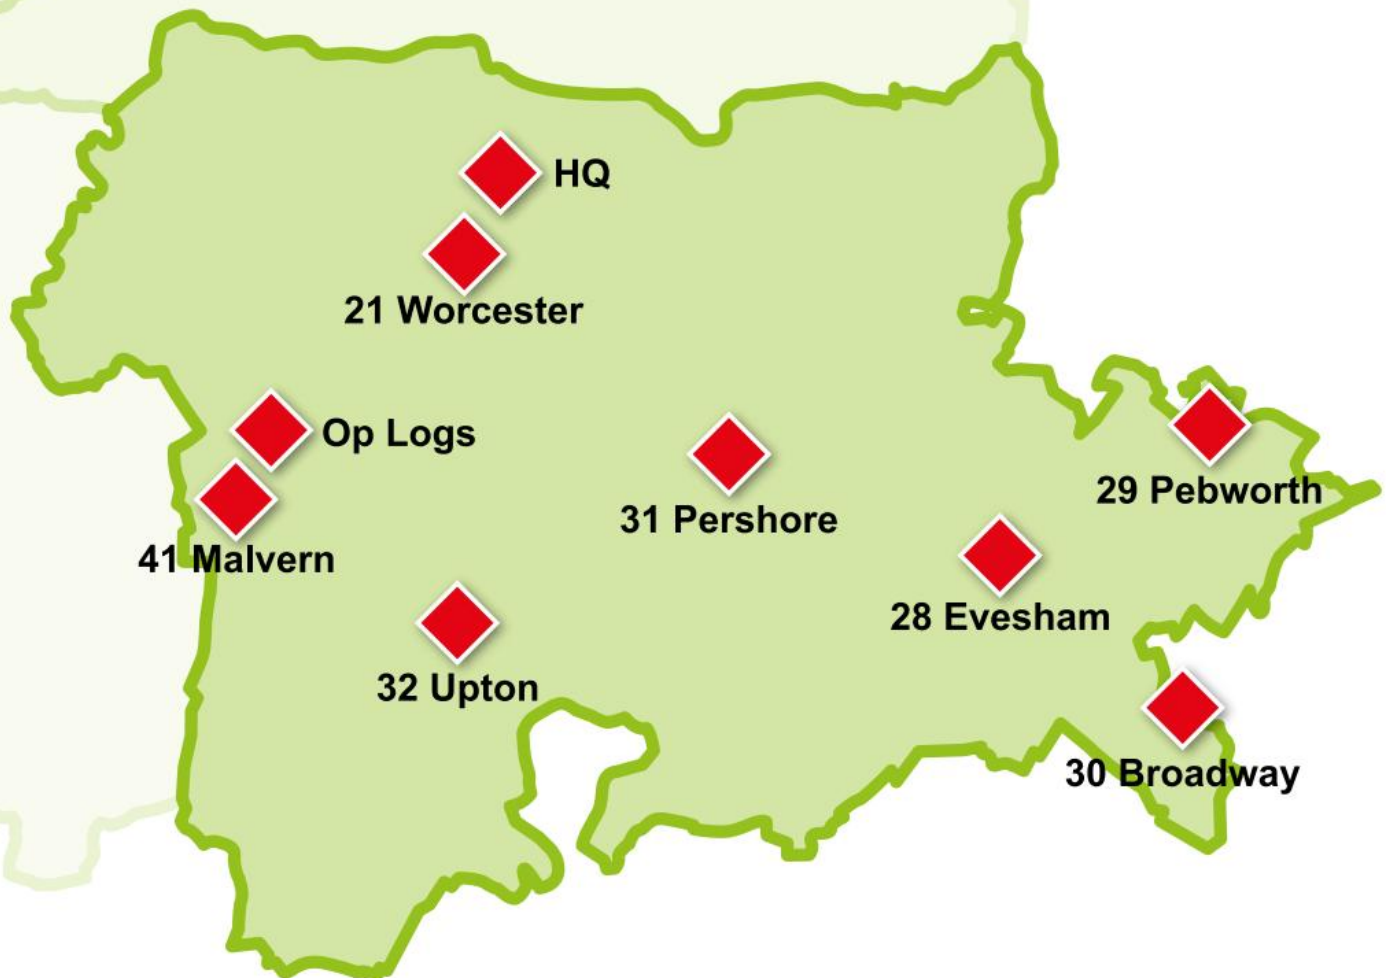 HQ
21 Worcester
Op Logs
41 Malvern
31 Pershore
29 Pebworth
28 Evesham
32 Upton
30 Broadway